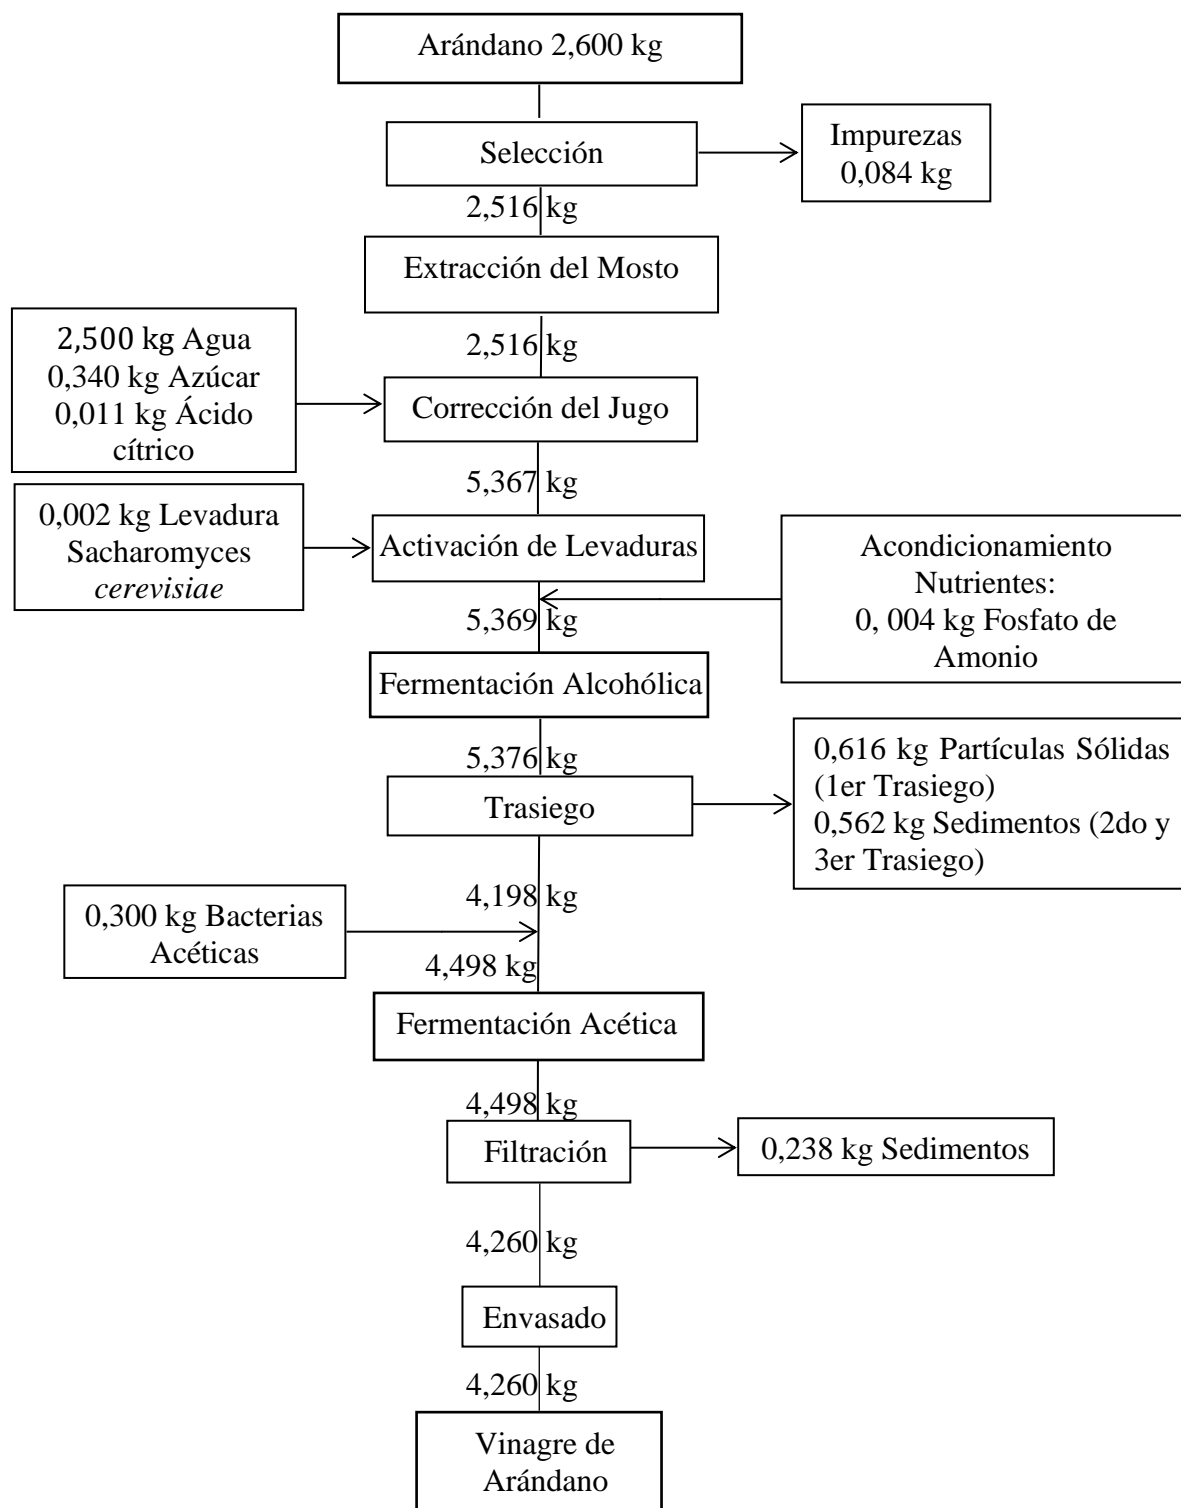 Arándano 2,600 kg
Selección
Impurezas
0,084 kg
2,516 kg
Extracción del Mosto
2,516 kg
2,500 kg Agua
0,340 kg Azúcar
0,011 kg Ácido
cítrico
Corrección del Jugo
5,367 kg
0,002 kg Levadura
Sacharomyces
cerevisiae
Activación de Levaduras
Acondicionamiento
Nutrientes:
0, 004 kg Fosfato de
Amonio
5,369 kg
Fermentación Alcohólica
5,376 kg
Trasiego
0,616 kg Partículas Sólidas
(1er Trasiego)
0,562 kg Sedimentos (2do y
3er Trasiego)
4,198 kg
0,300 kg Bacterias
Acéticas
4,498 kg
Fermentación Acética
4,498 kg
Filtración
0,238 kg Sedimentos
4,260 kg
Envasado
4,260 kg
Vinagre de
Arándano